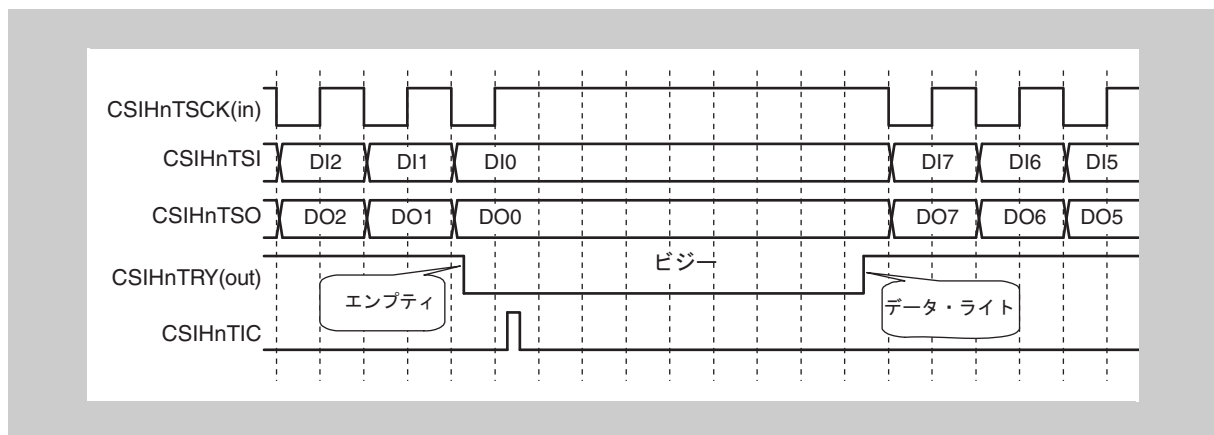 CSIHnTSCK(in)
CSIHnTSI DI2 DI1 DI0 DI7 DI6 DI5
CSIHnTSO DO2 DO1 DO0 DO7 DO6 DO5
CSIHnTRY(out) ビジー
エンプティ データ・ライト
CSIHnTIC